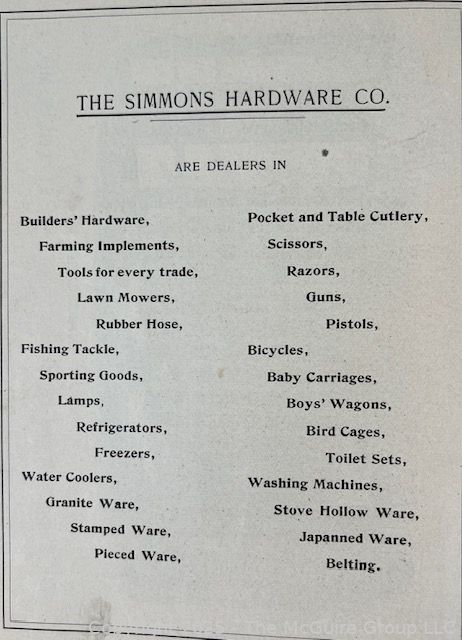 THE SIMMONS HARDWARE CO.
ARE DEALERS IN
Builders' Hardware,
Farming Implements,
Tools for every trade,
Lawn Mowers,
Rubber Hose,
Fishing Tackle,
Sporting Goods,
Lamps,
Refrigerators,
Freezers,
Water Coolers,
Granite Ware,
Stamped Ware,
Pieced Ware,
Pocket and Table Cutlery,
Scissors,
Razors,
Guns,
Pistols,
Bicycles,
Baby Carriages,
Boys' Wagons,
Bird Cages,
Toilet Sets,
Washing Machines,
Stove Hollow Ware,
Japanned Ware,
Belting.
The McGuire Group LLC